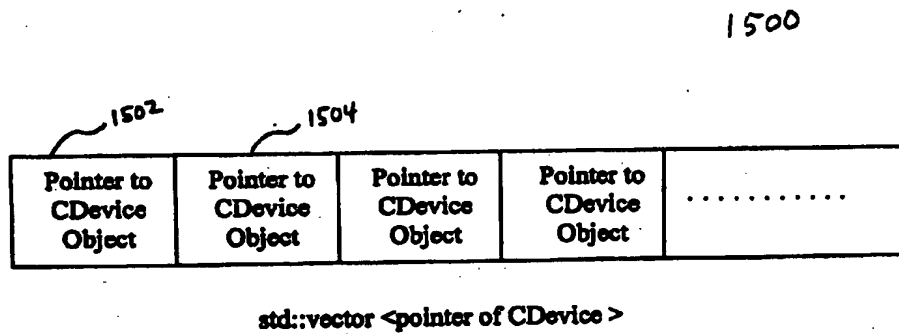 1500
1502
1504
Pointer to CDevice Object
Pointer to CDevice Object
Pointer to CDevice Object
Pointer to CDevice Object
...........
std::vector <pointer of CDevice >